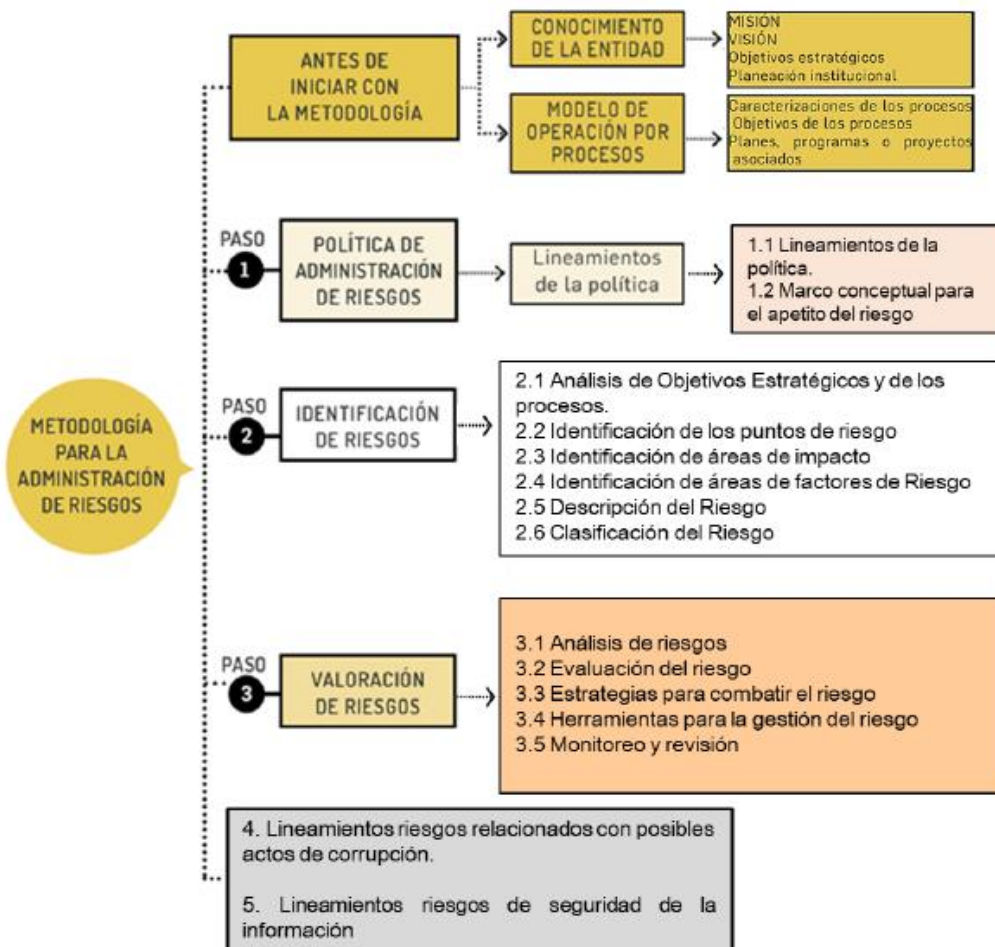 METODOLOGÍA
PARA LA
ADMINISTRACIÓN
DE RIESGOS
ANTES DE
INICIAR CON
LA METODOLOGÍA
CONOCIMIENTO
DE LA ENTIDAD
MISIÓN
VISIÓN
Objetivos estratégicos
Planeación institucional
MODELO DE
OPERACIÓN POR
PROCESOS
Caracterizaciones de los procesos
Objetivos de los procesos
Planes, programas o proyectos
asociados
PASO
1
POLÍTICA DE
ADMINISTRACIÓN
DE RIESGOS
Lineamientos
de la política
1.1 Lineamientos de la
política.
1.2 Marco conceptual para
el apetito del riesgo
PASO
2
IDENTIFICACIÓN
DE RIESGOS
2.1 Análisis de Objetivos Estratégicos y de los
procesos.
2.2 Identificación de los puntos de riesgo
2.3 Identificación de áreas de impacto
2.4 Identificación de áreas de factores de Riesgo
2.5 Descripción del Riesgo
2.6 Clasificación del Riesgo
PASO
3
VALORACIÓN
DE RIESGOS
3.1 Análisis de riesgos
3.2 Evaluación del riesgo
3.3 Estrategias para combatir el riesgo
3.4 Herramientas para la gestión del riesgo
3.5 Monitoreo y revisión
4. Lineamientos riesgos relacionados con posibles
actos de corrupción.
5. Lineamientos riesgos de seguridad de la
información